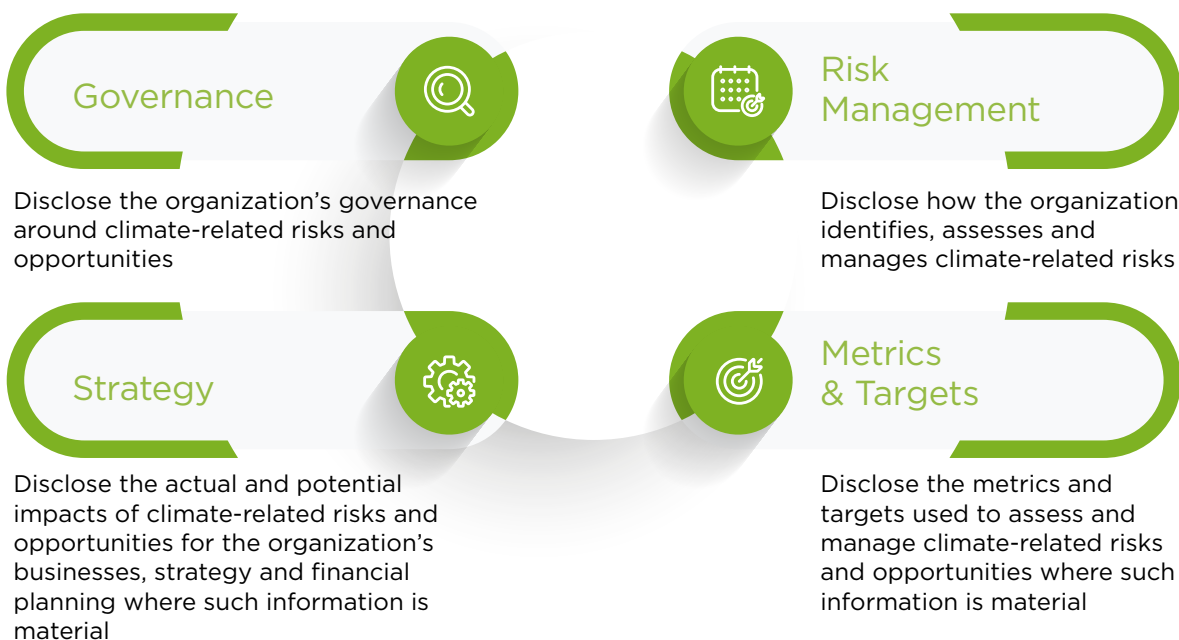 Governance
Disclose the organization’s governance
around climate-related risks and
opportunities
Risk
Management
Disclose how the organization
identifies, assesses and
manages climate-related risks
Strategy
Disclose the actual and potential
impacts of climate-related risks and
opportunities for the organization’s
businesses, strategy and financial
planning where such information is
material
Metrics
& Targets
Disclose the metrics and
targets used to assess and
manage climate-related risks
and opportunities where such
information is material